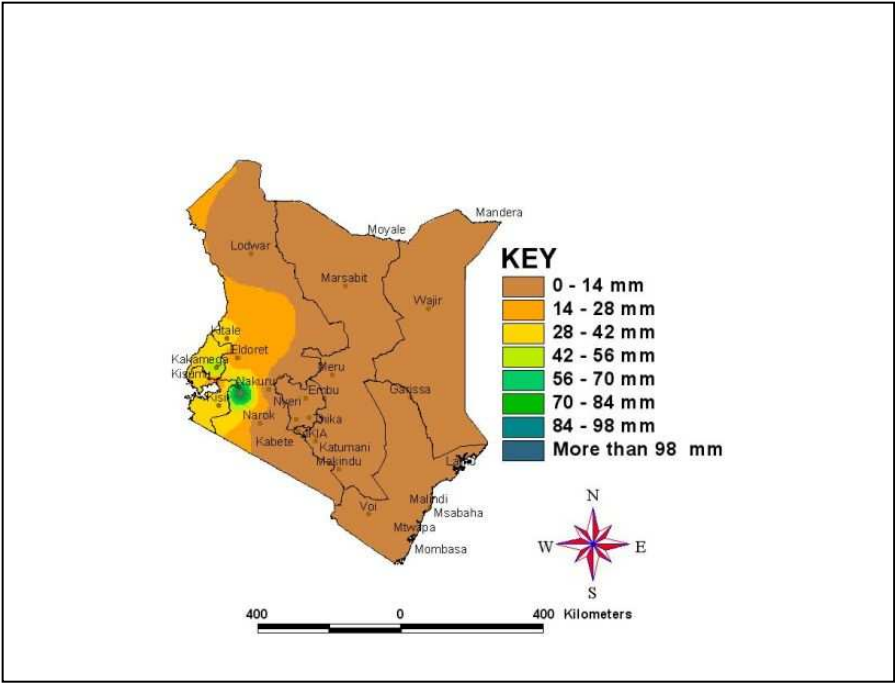 Mandera
Moyale
Lodwar
Marsabit
Wajir
Kitale
Eldoret
Kakamega
Kisumu
Meru
Nakuru
Garissa
Kisii
Nyeri
Embu
Narok
Thika
Kabete
Katumani
Makindu
Lamu
Voi
Malindi
Msabaha
Mtwapa
Mombasa
KEY
0 - 14 mm
14 - 28 mm
28 - 42 mm
42 - 56 mm
56 - 70 mm
70 - 84 mm
84 - 98 mm
More than 98 mm
N
W E
S
400 0 400 Kilometers